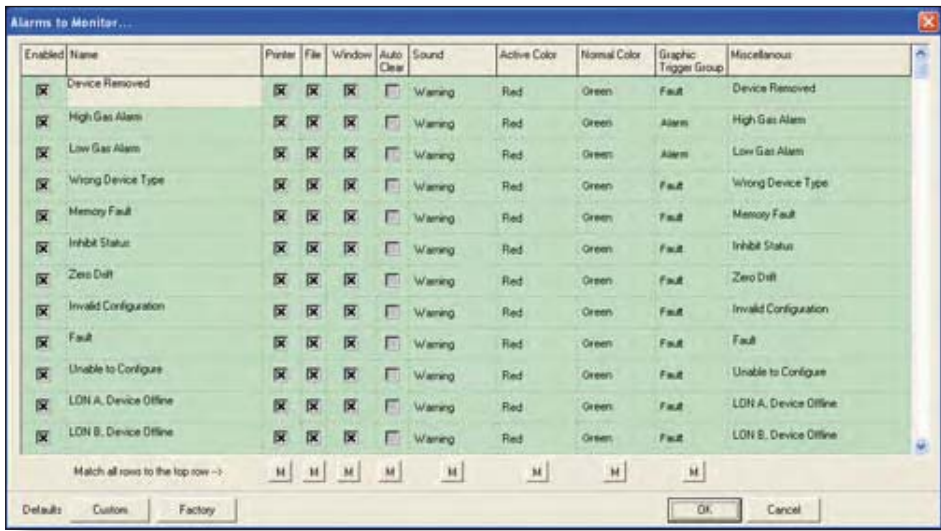 Alarms to Monitor...
Enabled Name Printer File Window Auto Clear Sound Active Color Normal Color Graphic Trigger Group Miscellanous
Device Removed Warning Red Green Fault Device Removed
High Gas Alarm Warning Red Green Alarm High Gas Alarm
Low Gas Alarm Warning Red Green Alarm Low Gas Alarm
Wrong Device Type Warning Red Green Fault Wrong Device Type
Memory Fault Warning Red Green Fault Memory Fault
Inhibit Status Warning Red Green Fault Inhibit Status
Zero Drift Warning Red Green Fault Zero Drift
Invalid Configuration Warning Red Green Fault Invalid Configuration
Fault Warning Red Green Fault Fault
Unable to Configure Warning Red Green Fault Unable to Configure
LON A, Device Offline Warning Red Green Fault LON A, Device Offline
LON B, Device Offline Warning Red Green Fault LON B, Device Offline
Match all rows to the top row --> M M M M M M M M
Defaults Custom Factory OK Cancel